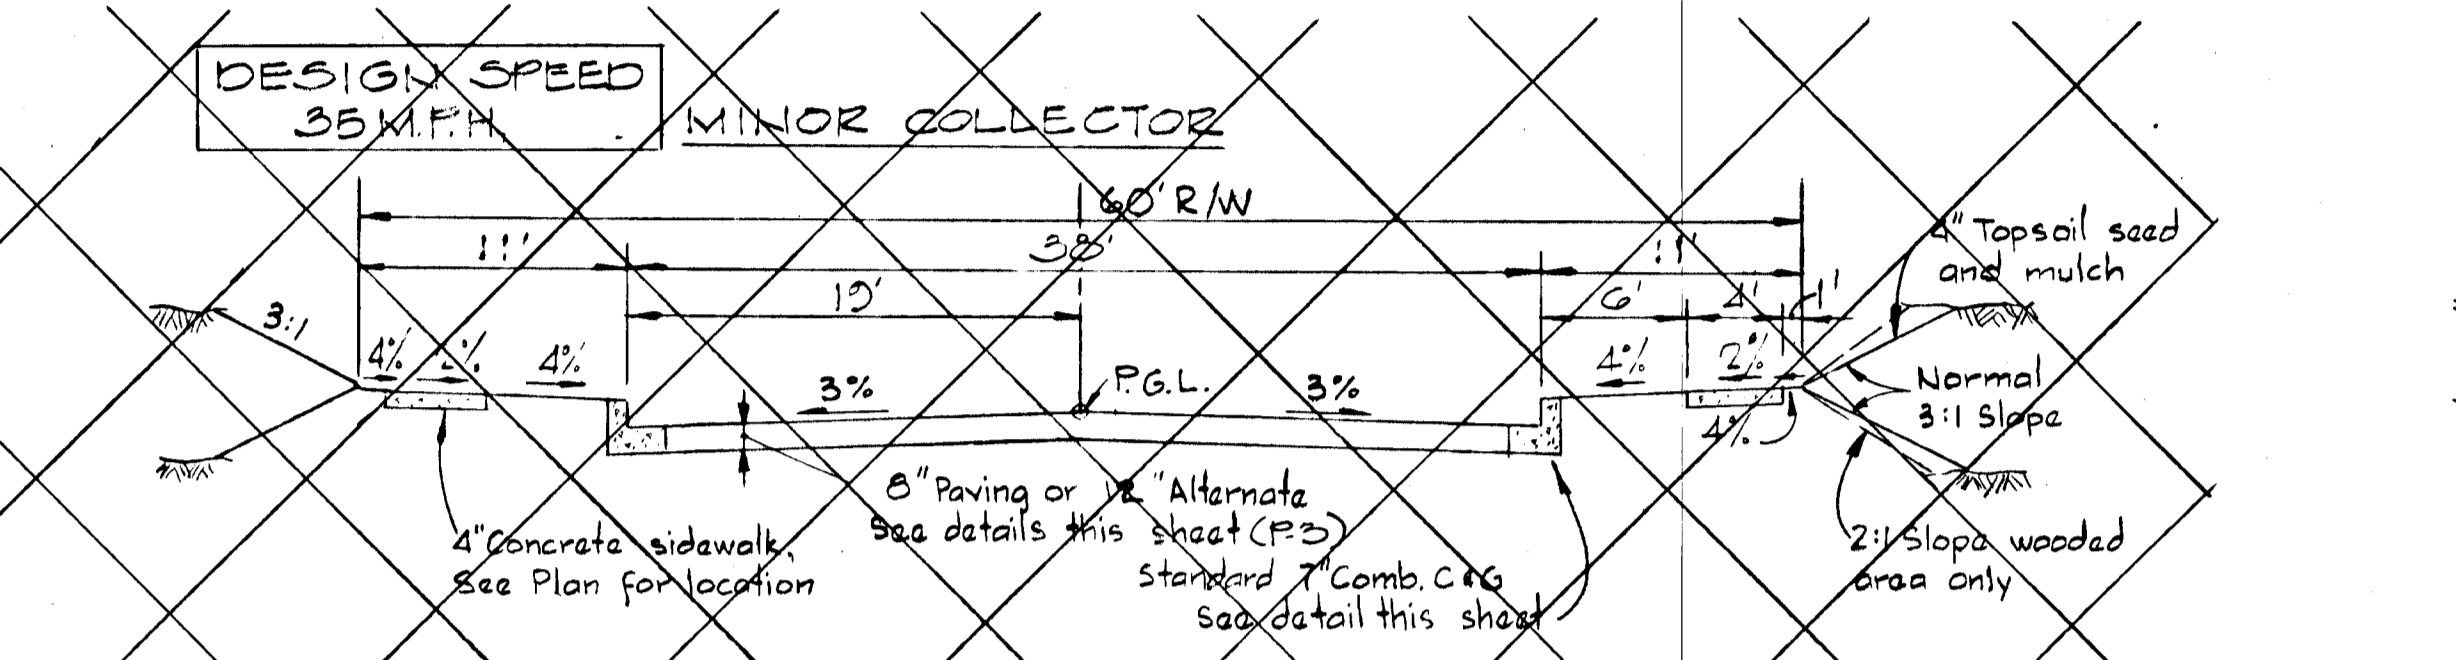 DESIGN SPEED
35 M.P.H.
MINOR COLLECTOR
60' R/W
11'
38'
11'
19'
6'
4'
1'
4" Topsoil seed
and mulch
3:1
4%
2%
4%
3%
P.G.L.
3%
4%
2%
4%
Normal
3:1 Slope
8" Paving or 12" Alternate
See details this sheet (P-3)
4" Concrete sidewalk,
See Plan for location
Standard 7" Comb. C&G
See detail this sheet
2:1 Slope wooded
area only